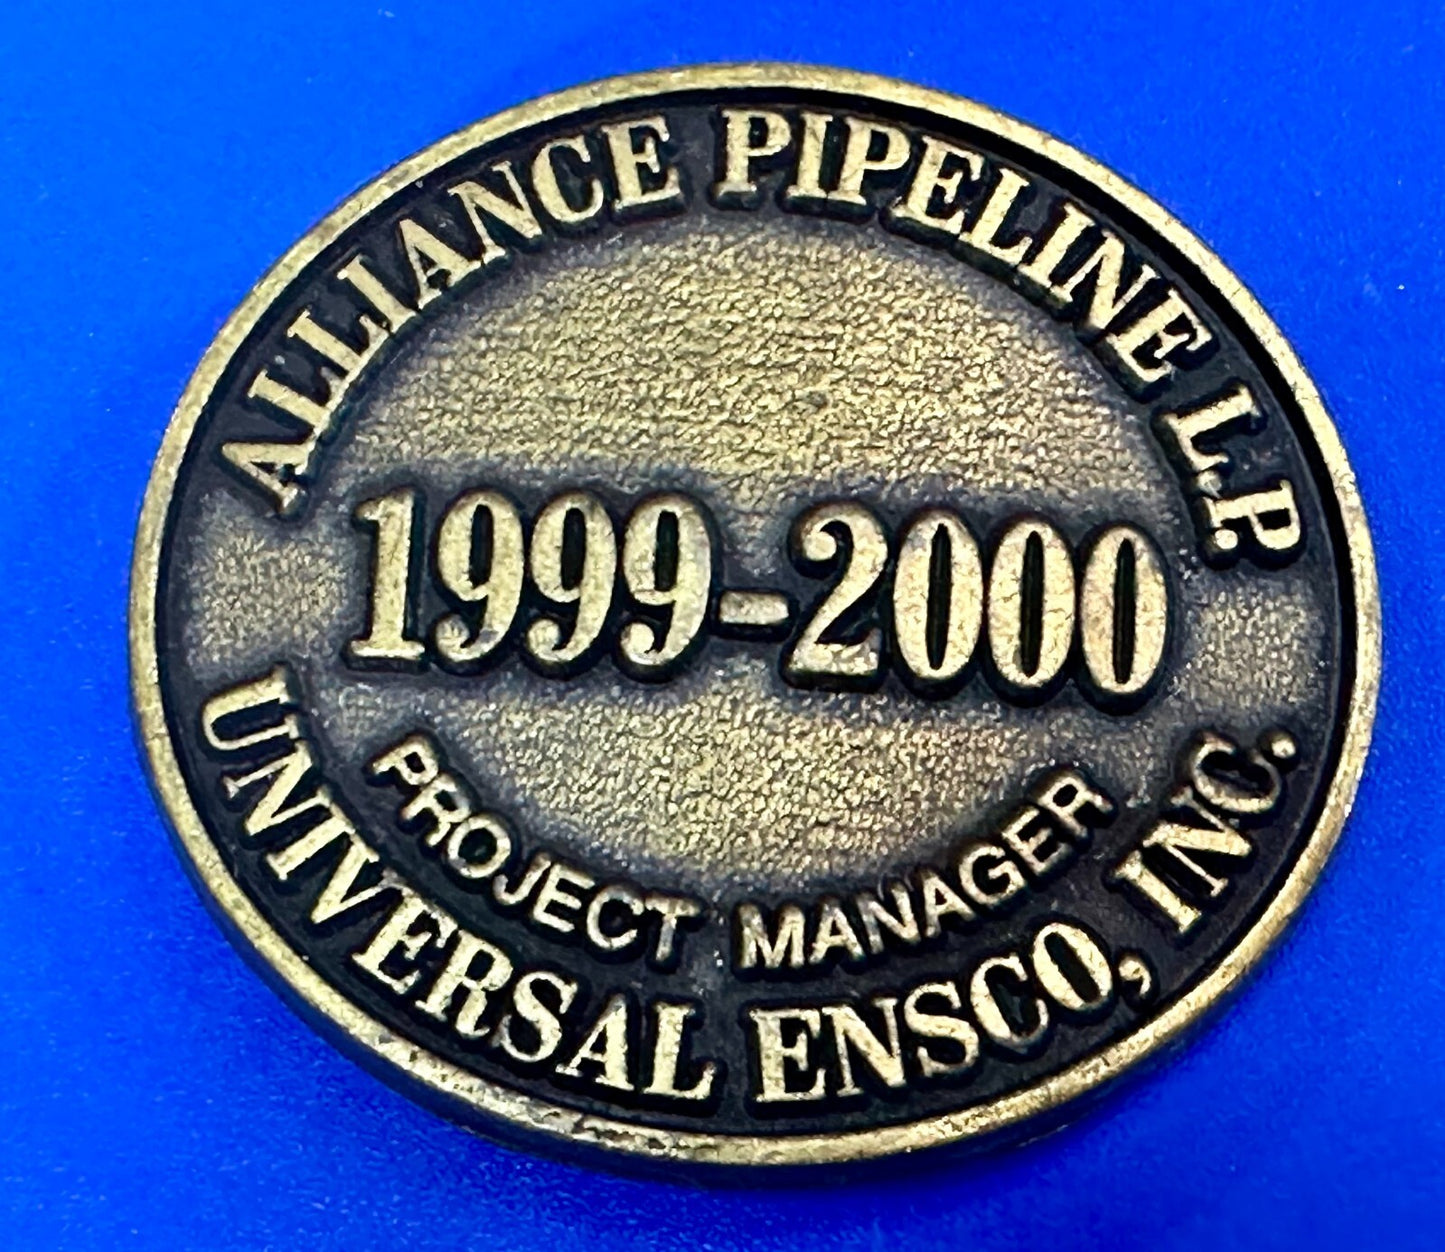 ALLIANCE PIPELINE L.P.
1999-2000
PROJECT MANAGER
UNIVERSAL ENSCO, INC.